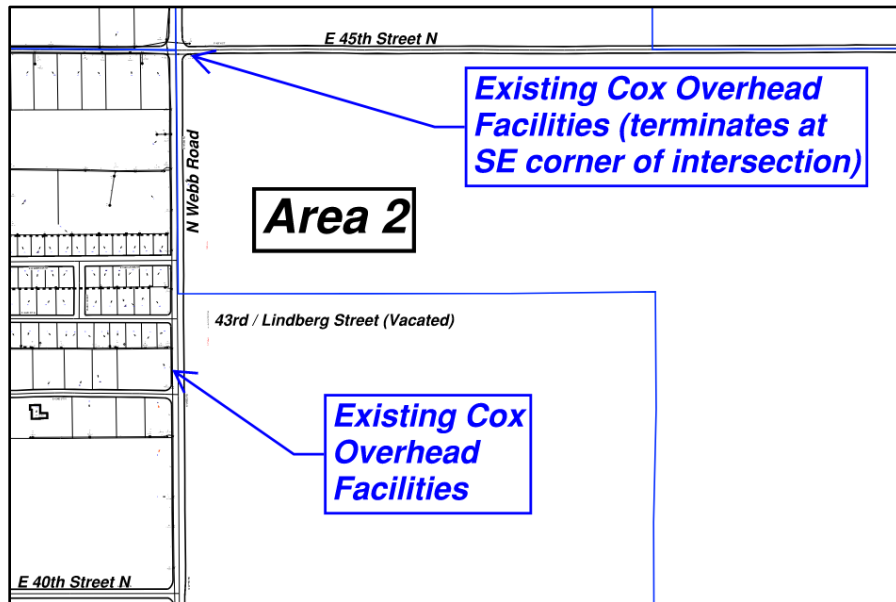 E 45th Street N
Existing Cox Overhead
Facilities (terminates at
SE corner of intersection)
N Webb Road
Area 2
43rd / Lindberg Street (Vacated)
Existing Cox
Overhead
Facilities
E 40th Street N